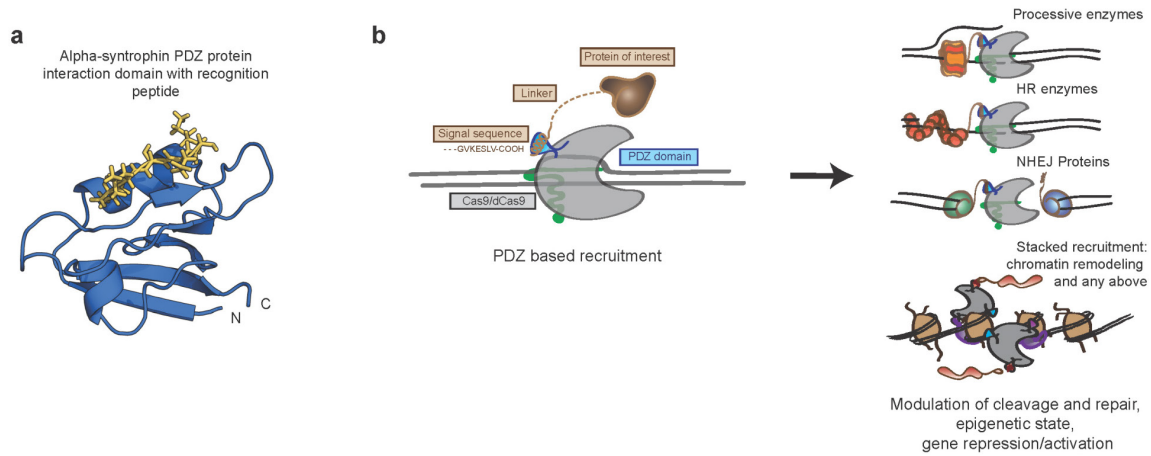 a
Alpha-syntrophin PDZ protein
interaction domain with recognition
peptide
N
C
b
Protein of interest
Linker
Signal sequence
---GVKESLV-COOH
PDZ domain
Cas9/dCas9
PDZ based recruitment
Processive enzymes
HR enzymes
NHEJ Proteins
Stacked recruitment:
chromatin remodeling
and any above
Modulation of cleavage and repair,
epigenetic state,
gene repression/activation